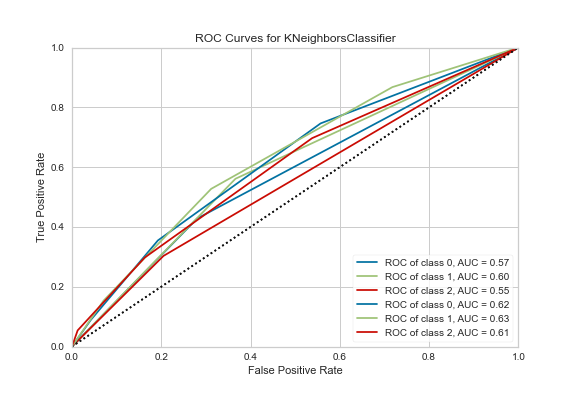 ROC Curves for KNeighborsClassifier
1.0
0.8
0.6
0.4
0.2
0.0
True Positive Rate
ROC of class 0, AUC = 0.57
ROC of class 1, AUC = 0.60
ROC of class 2, AUC = 0.55
ROC of class 0, AUC = 0.62
ROC of class 1, AUC = 0.63
ROC of class 2, AUC = 0.61
0.0 0.2 0.4 0.6 0.8 1.0
False Positive Rate